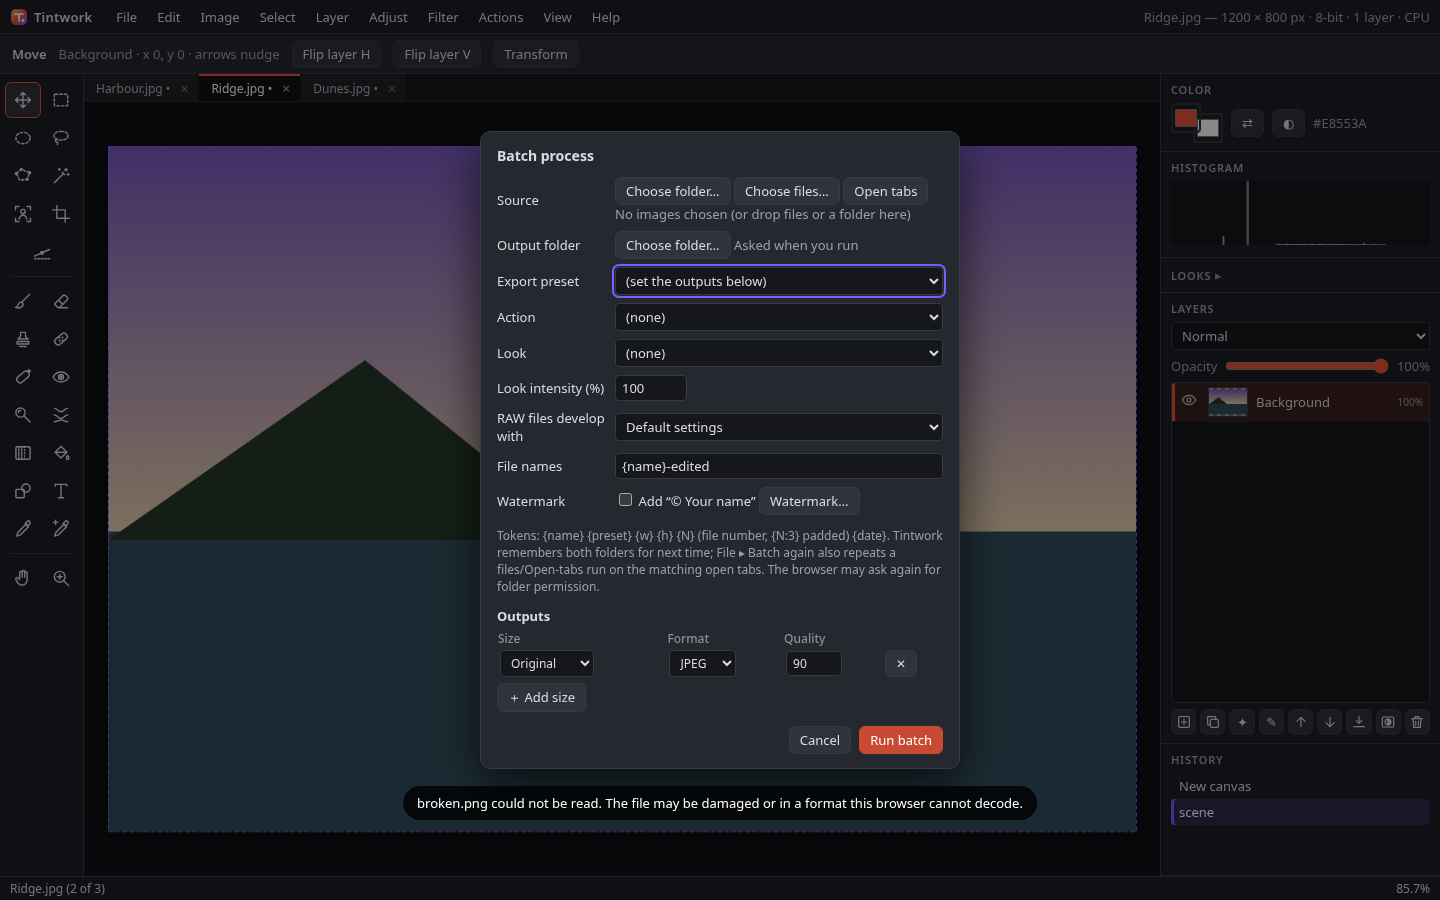 Tintwork File Edit Image Select Layer Adjust Filter Actions View Help Ridge.jpg — 1200 × 800 px · 8-bit · 1 layer · CPU
Move Background · x 0, y 0 · arrows nudge Flip layer H Flip layer V Transform
Harbour.jpg • × Ridge.jpg • × Dunes.jpg • ×
Batch process
Source Choose folder... Choose files... Open tabs
No images chosen (or drop files or a folder here)
Output folder Choose folder... Asked when you run
Export preset (set the outputs below)
Action (none)
Look (none)
Look intensity (%) 100
RAW files develop
with
Default settings
File names {name}-edited
Watermark Add “© Your name” Watermark...
Tokens: {name} {preset} {w} {h} {N} (file number, {N:3} padded) {date}. Tintwork
remembers both folders for next time; File ▸ Batch again also repeats a
files/Open-tabs run on the matching open tabs. The browser may ask again for
folder permission.
Outputs
Size Format Quality
Original JPEG 90 ×
+ Add size
Cancel Run batch
broken.png could not be read. The file may be damaged or in a format this browser cannot decode.
COLOR
#E8553A
HISTOGRAM
LOOKS ▸
LAYERS
Normal
Opacity 100%
Background 100%
HISTORY
New canvas
scene
Ridge.jpg (2 of 3) 85.7%